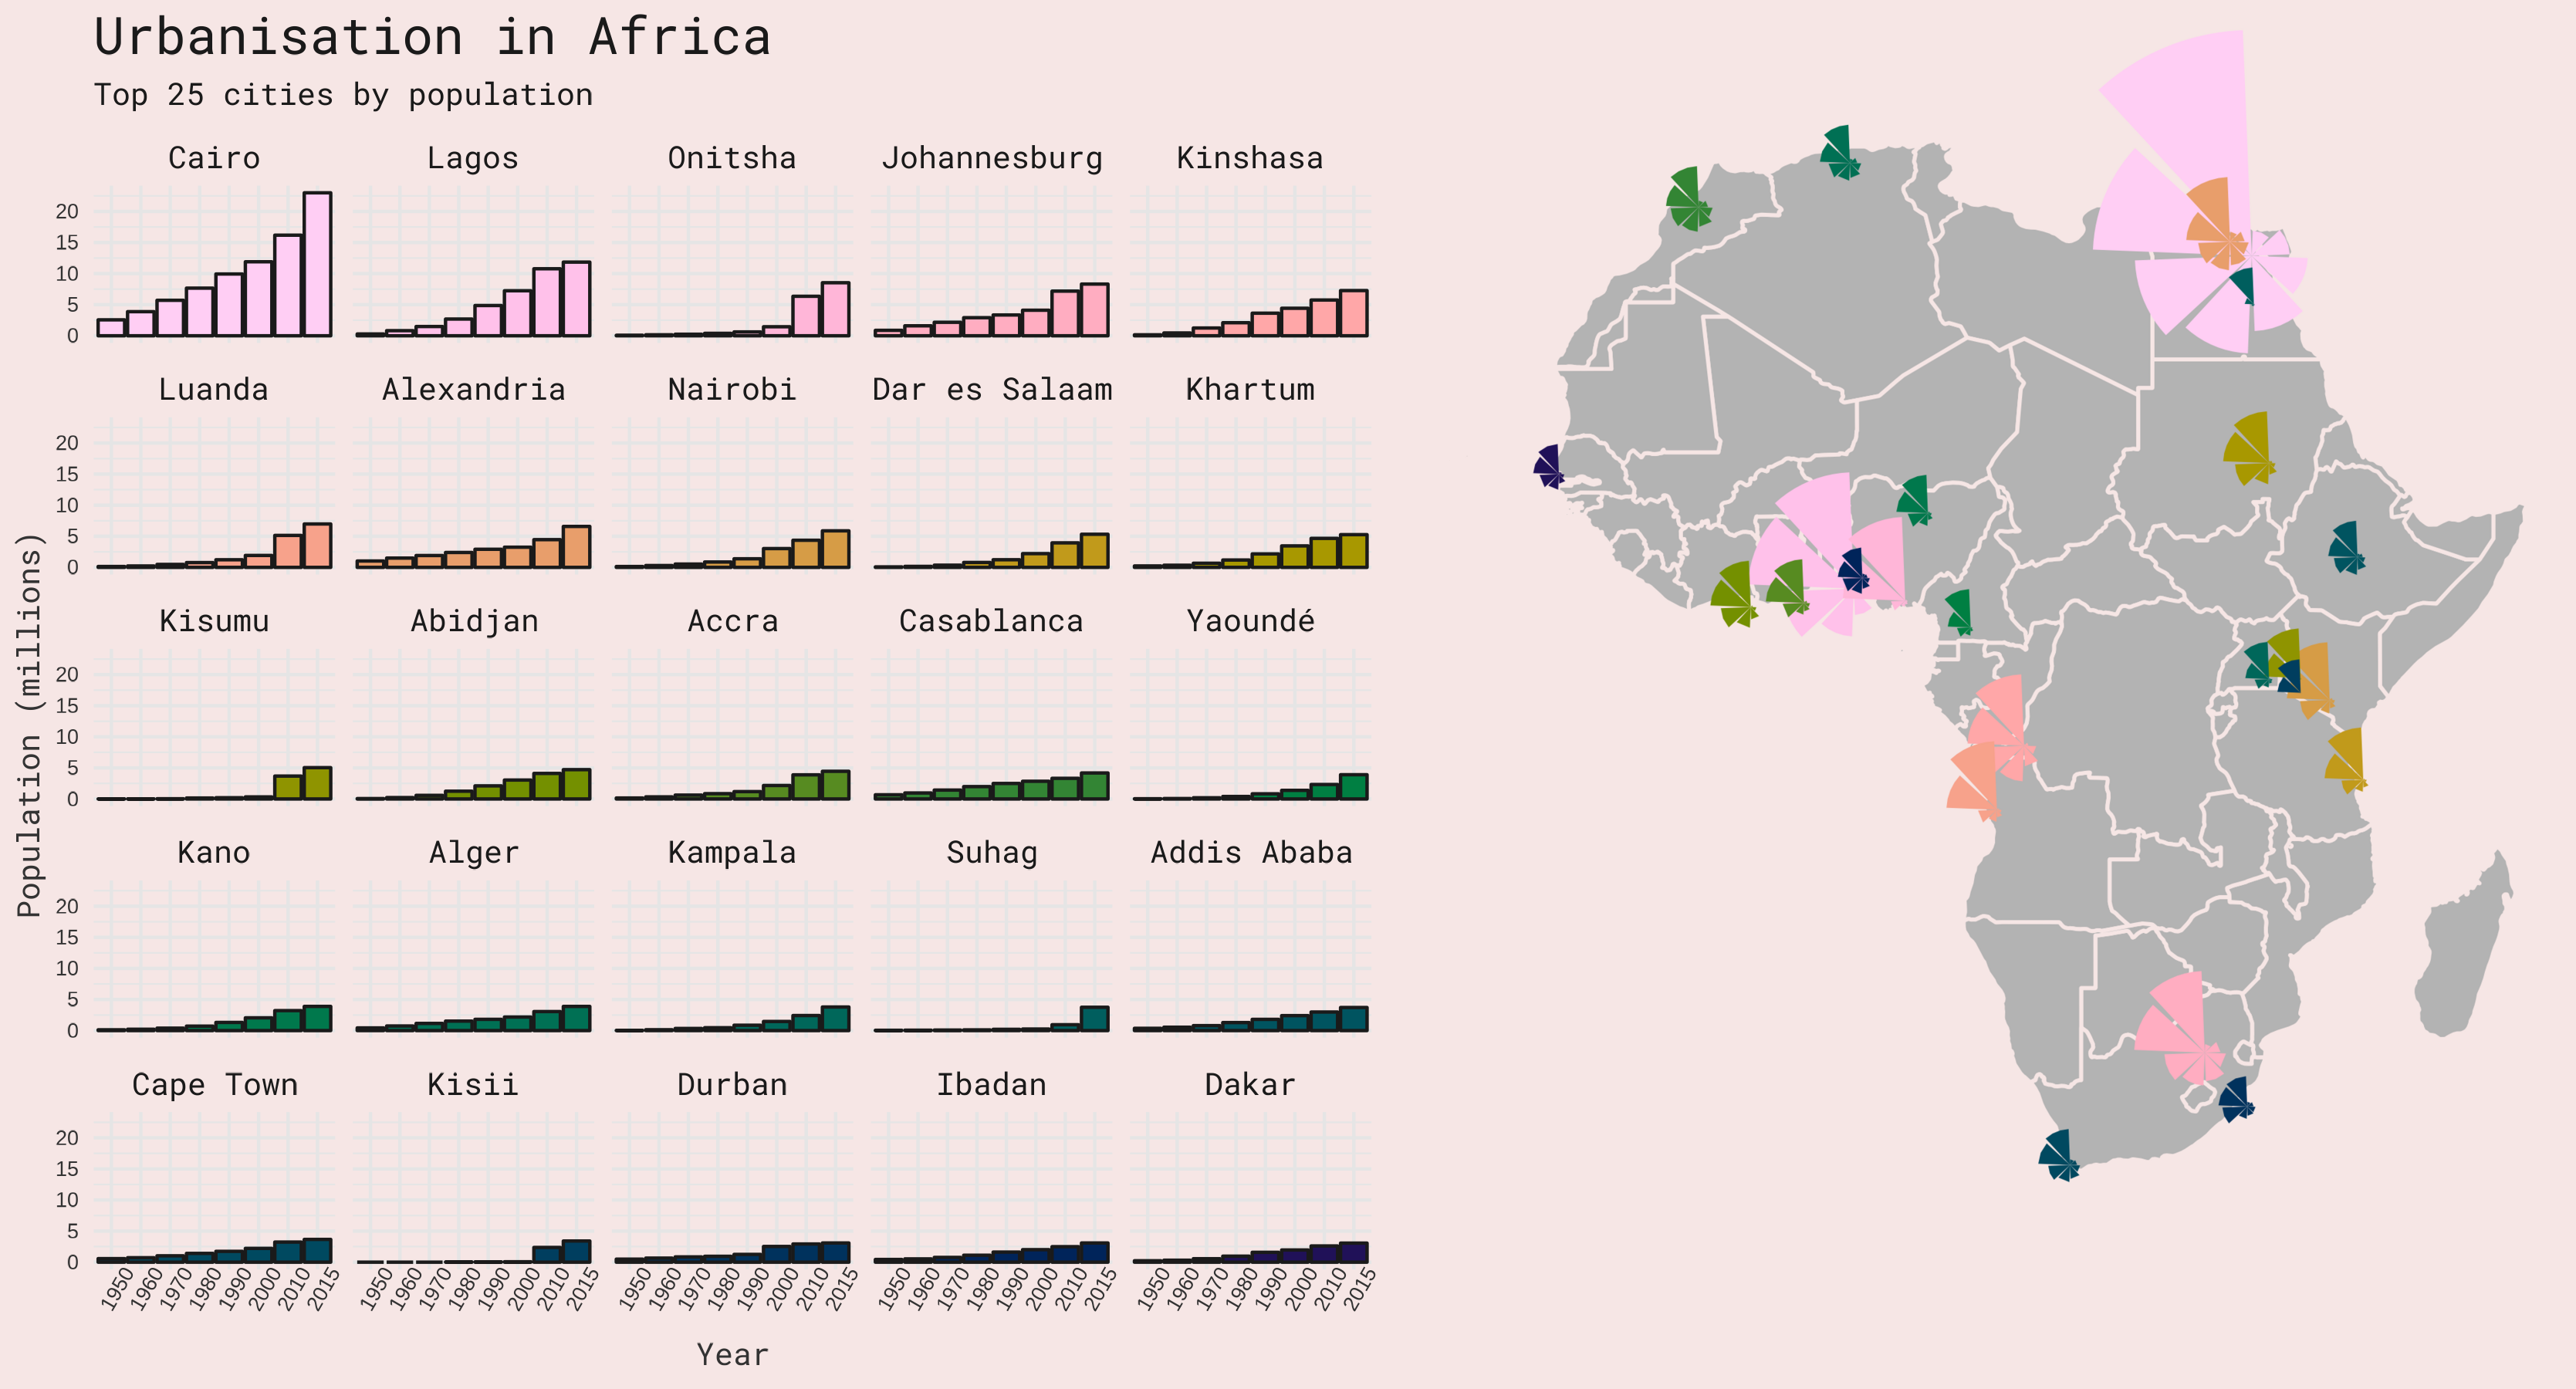 Urbanisation in Africa
Top 25 cities by population
Cairo Lagos Onitsha Johannesburg Kinshasa
20
15
10
5
0
Luanda Alexandria Nairobi Dar es Salaam Khartum
20
15
10
5
0
Kisumu Abidjan Accra Casablanca Yaoundé
20
15
10
5
0
Kano Alger Kampala Suhag Addis Ababa
20
15
10
5
0
Cape Town Kisii Durban Ibadan Dakar
20
15
10
5
0
1950 1960 1970 1980 1990 2000 2010 2015 1950 1960 1970 1980 1990 2000 2010 2015 1950 1960 1970 1980 1990 2000 2010 2015 1950 1960 1970 1980 1990 2000 2010 2015 1950 1960 1970 1980 1990 2000 2010 2015
Year
Population (millions)